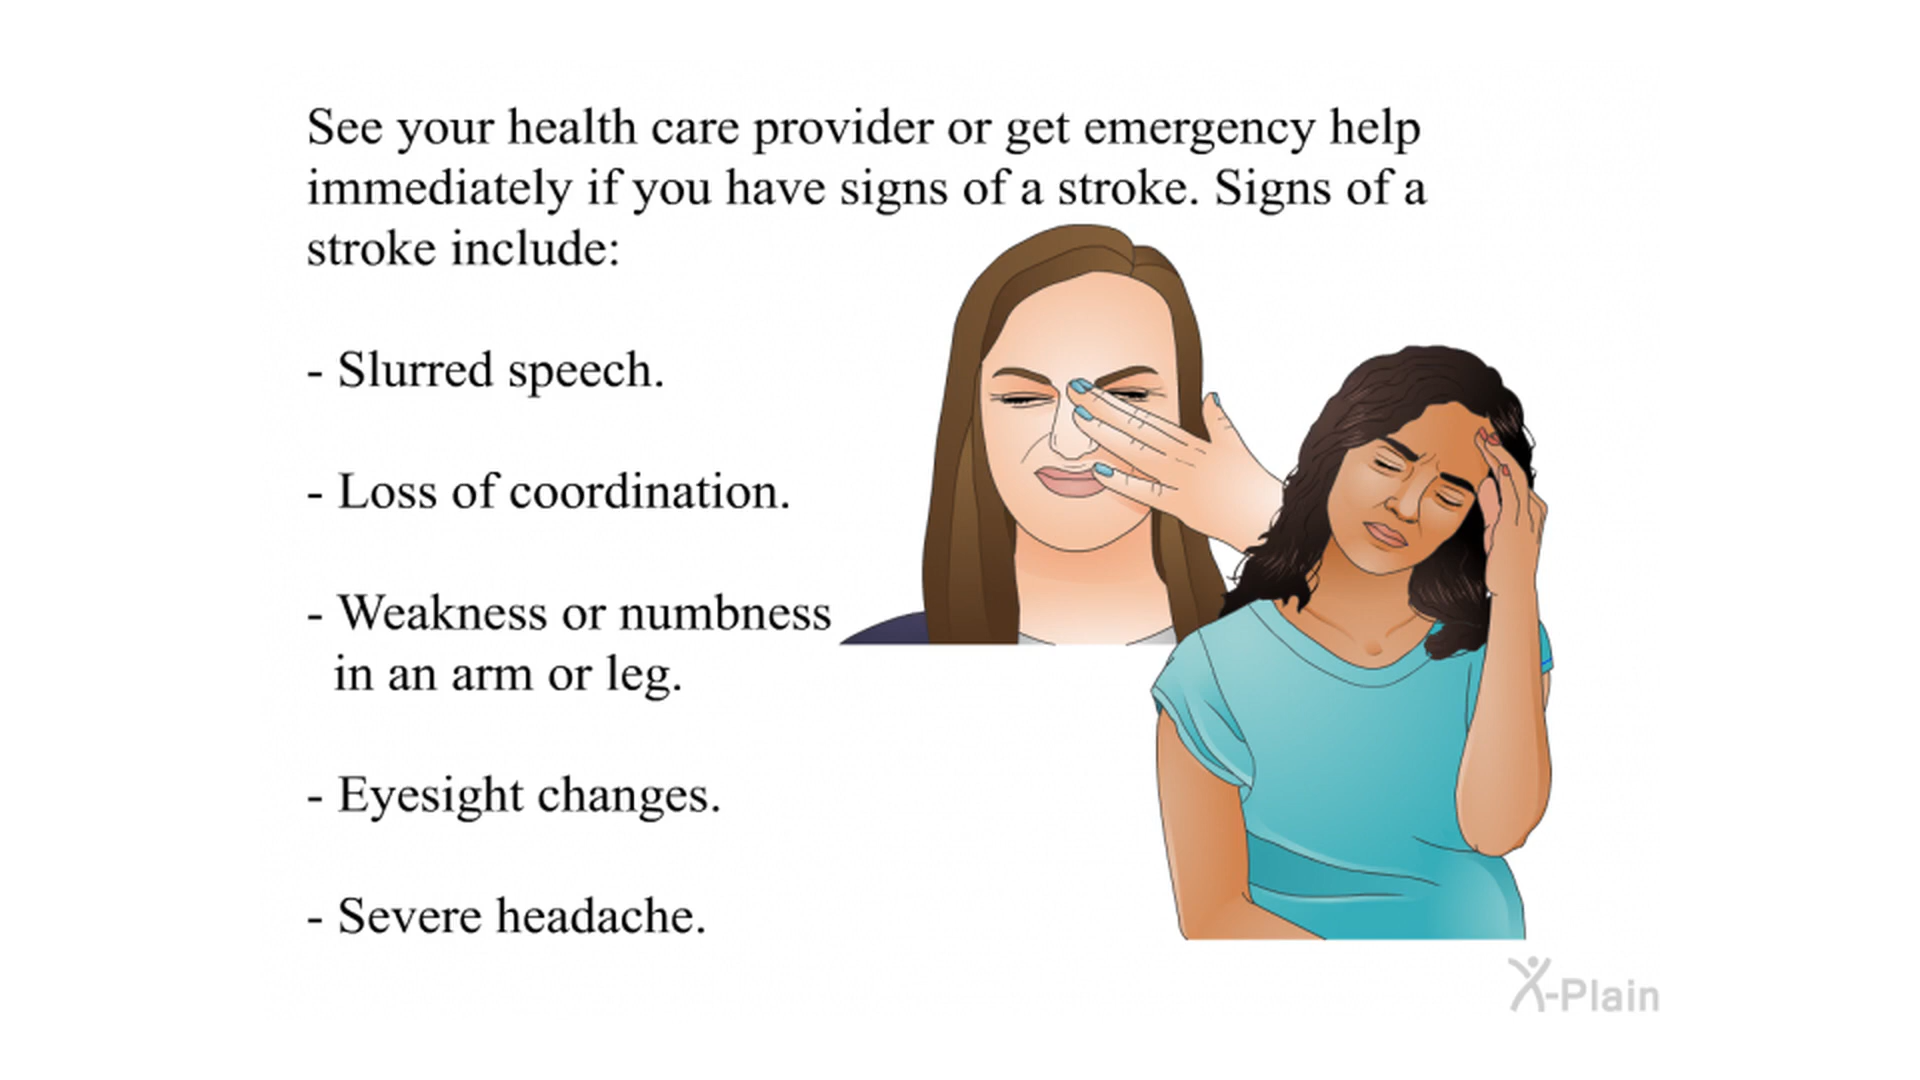 See your health care provider or get emergency help
immediately if you have signs of a stroke. Signs of a
stroke include:
- Slurred speech.
- Loss of coordination.
- Weakness or numbness
in an arm or leg.
- Eyesight changes.
- Severe headache.
X-Plain